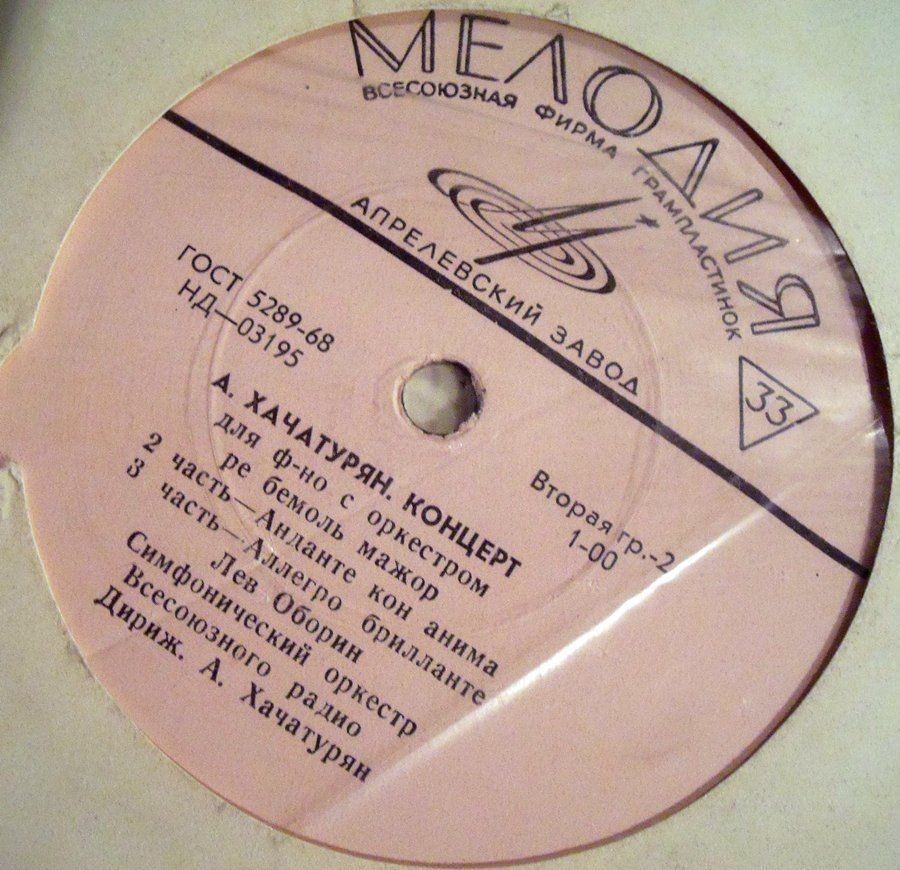 МЕЛОДИЯ
ВСЕСОЮЗНАЯ ФИРМА ГРАМПЛАСТИНОК
АПРЕЛЕВСКИЙ ЗАВОД
33
ГОСТ 5289-68
НД—03195
Вторая гр.-2
1-00
А. ХАЧАТУРЯН. КОНЦЕРТ
для ф-но с оркестром
ре бемоль мажор
2 часть—Анданте кон анима
3 часть—Аллегро брилланте
Лев Оборин
Симфонический оркестр
Всесоюзного радио
Дириж. А. Хачатурян